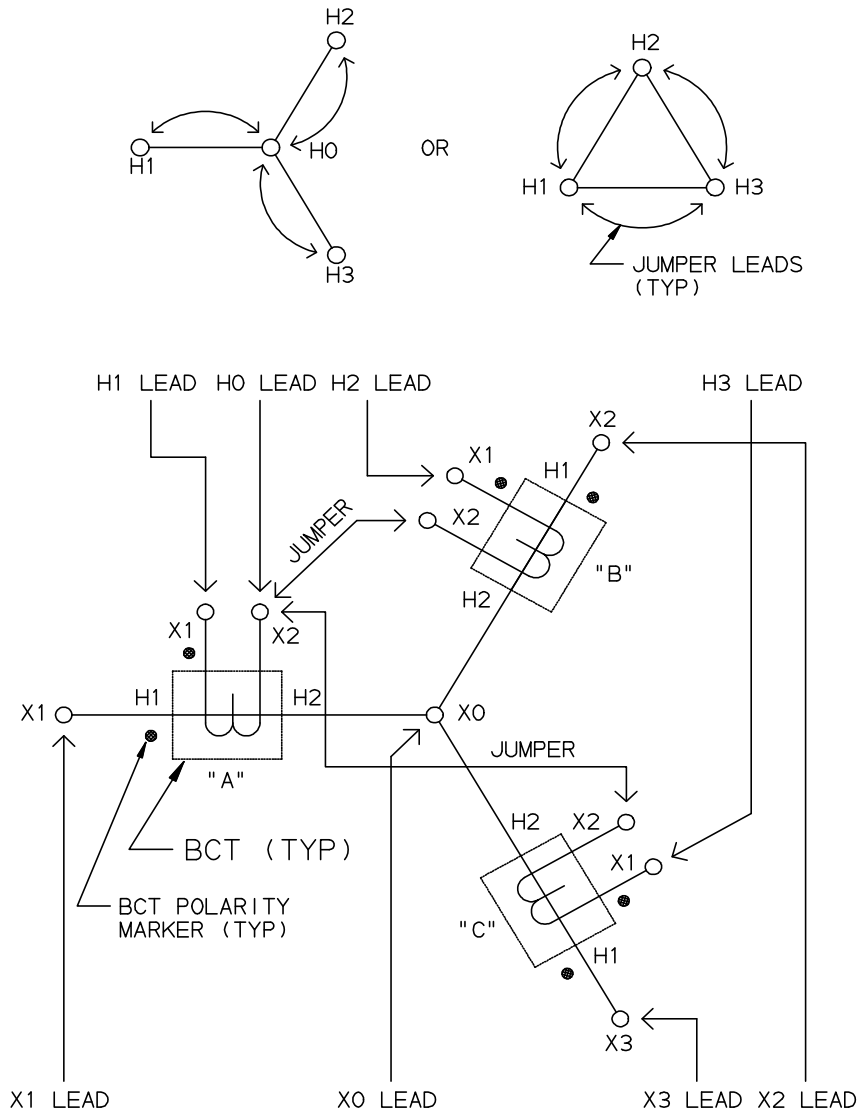 H2
H1
H0
H3
OR
H2
H1
H3
JUMPER LEADS
(TYP)
H1 LEAD
H0 LEAD
H2 LEAD
H3 LEAD
X2
X1
H1
X2
JUMPER
"B"
H2
X1
X2
X1
H1
H2
X0
JUMPER
"A"
H2
X2
BCT (TYP)
X1
BCT POLARITY
MARKER (TYP)
"C"
H1
X3
X1 LEAD
X0 LEAD
X3 LEAD
X2 LEAD